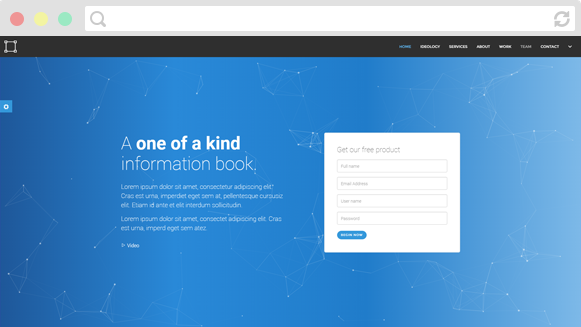 HOME IDEOLOGY SERVICES ABOUT WORK TEAM CONTACT
A one of a kind
information book.
Lorem ipsum dolor sit amet, consectetur adipiscing elit!
Cras est urna, imperdiet eget sem at, pellentesque cursusiz
elit. Etiam id ante et elit interdum sollicitudin.
Lorem ipsum dolor sit amet, consectet adipiscing elit. Cras
est urna, imperd eget sem atez.
Video
Get our free product
Full name
Email Address
User name
Password
BEGIN NOW